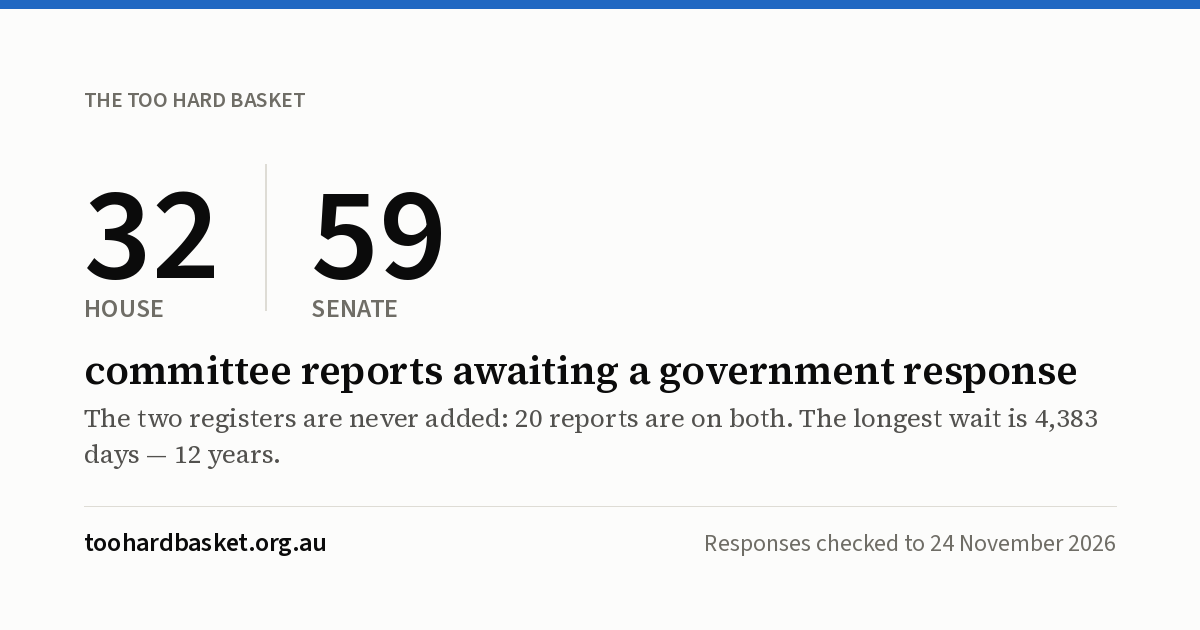 THE TOO HARD BASKET
32 59
HOUSE SENATE
committee reports awaiting a government response
The two registers are never added: 20 reports are on both. The longest wait is 4,383
days — 12 years.
toohardbasket.org.au Responses checked to 24 November 2026